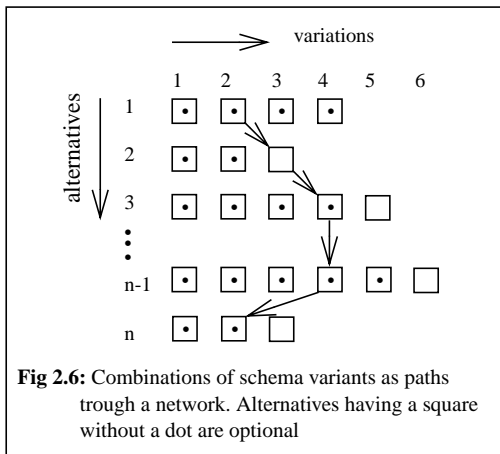 variations
1 2 3 4 5 6
alternatives
1
2
3
n-1
n
Fig 2.6: Combinations of schema variants as paths
trough a network. Alternatives having a square
without a dot are optional